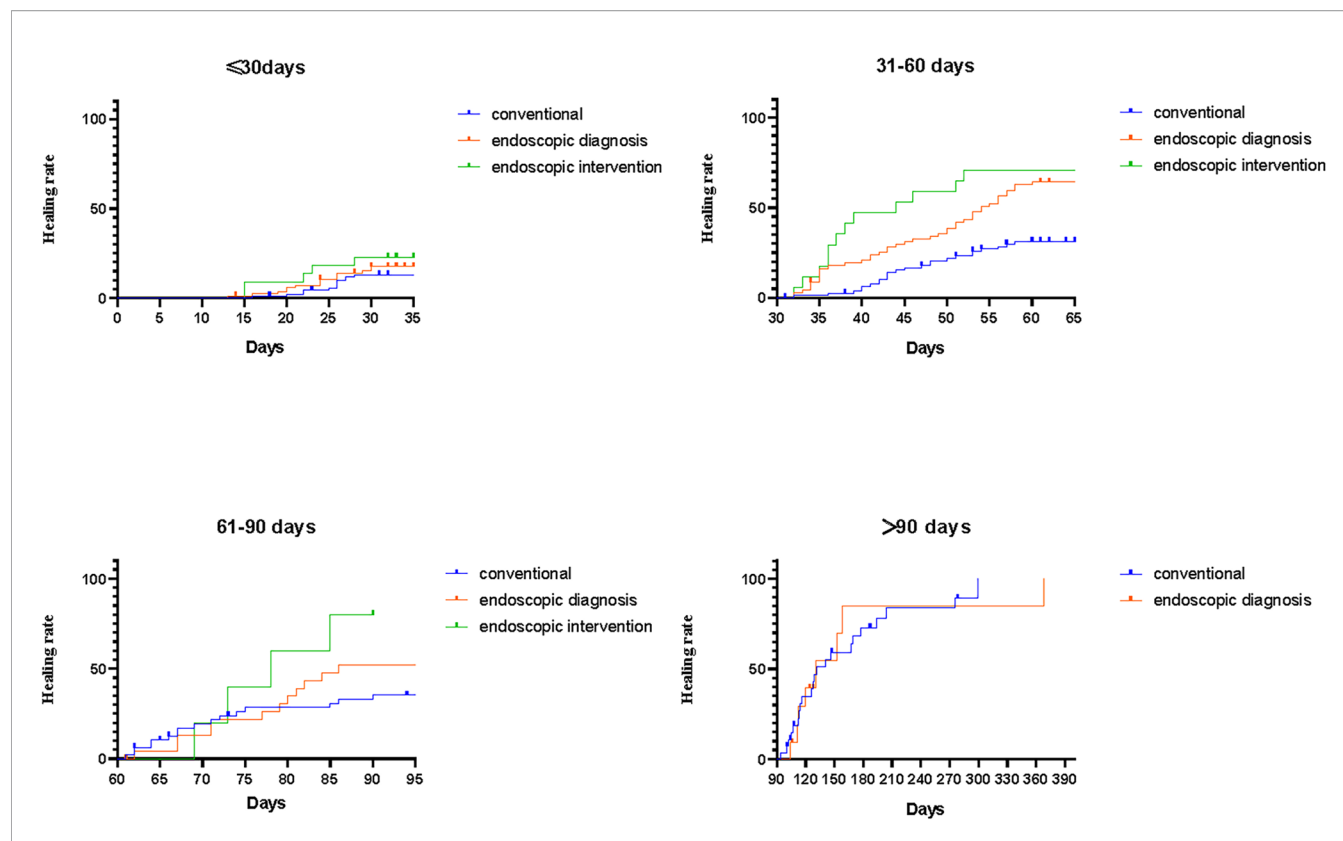 ≤30days
100
50
0
Healing rate
0 5 10 15 20 25 30 35
Days
conventional
endoscopic diagnosis
endoscopic intervention
31-60 days
100
50
0
Healing rate
30 35 40 45 50 55 60 65
Days
conventional
endoscopic diagnosis
endoscopic intervention
61-90 days
100
50
0
Healing rate
60 65 70 75 80 85 90 95
Days
conventional
endoscopic diagnosis
endoscopic intervention
>90 days
100
50
0
Healing rate
90 120 150 180 210 240 270 300 330 360 390
Days
conventional
endoscopic diagnosis